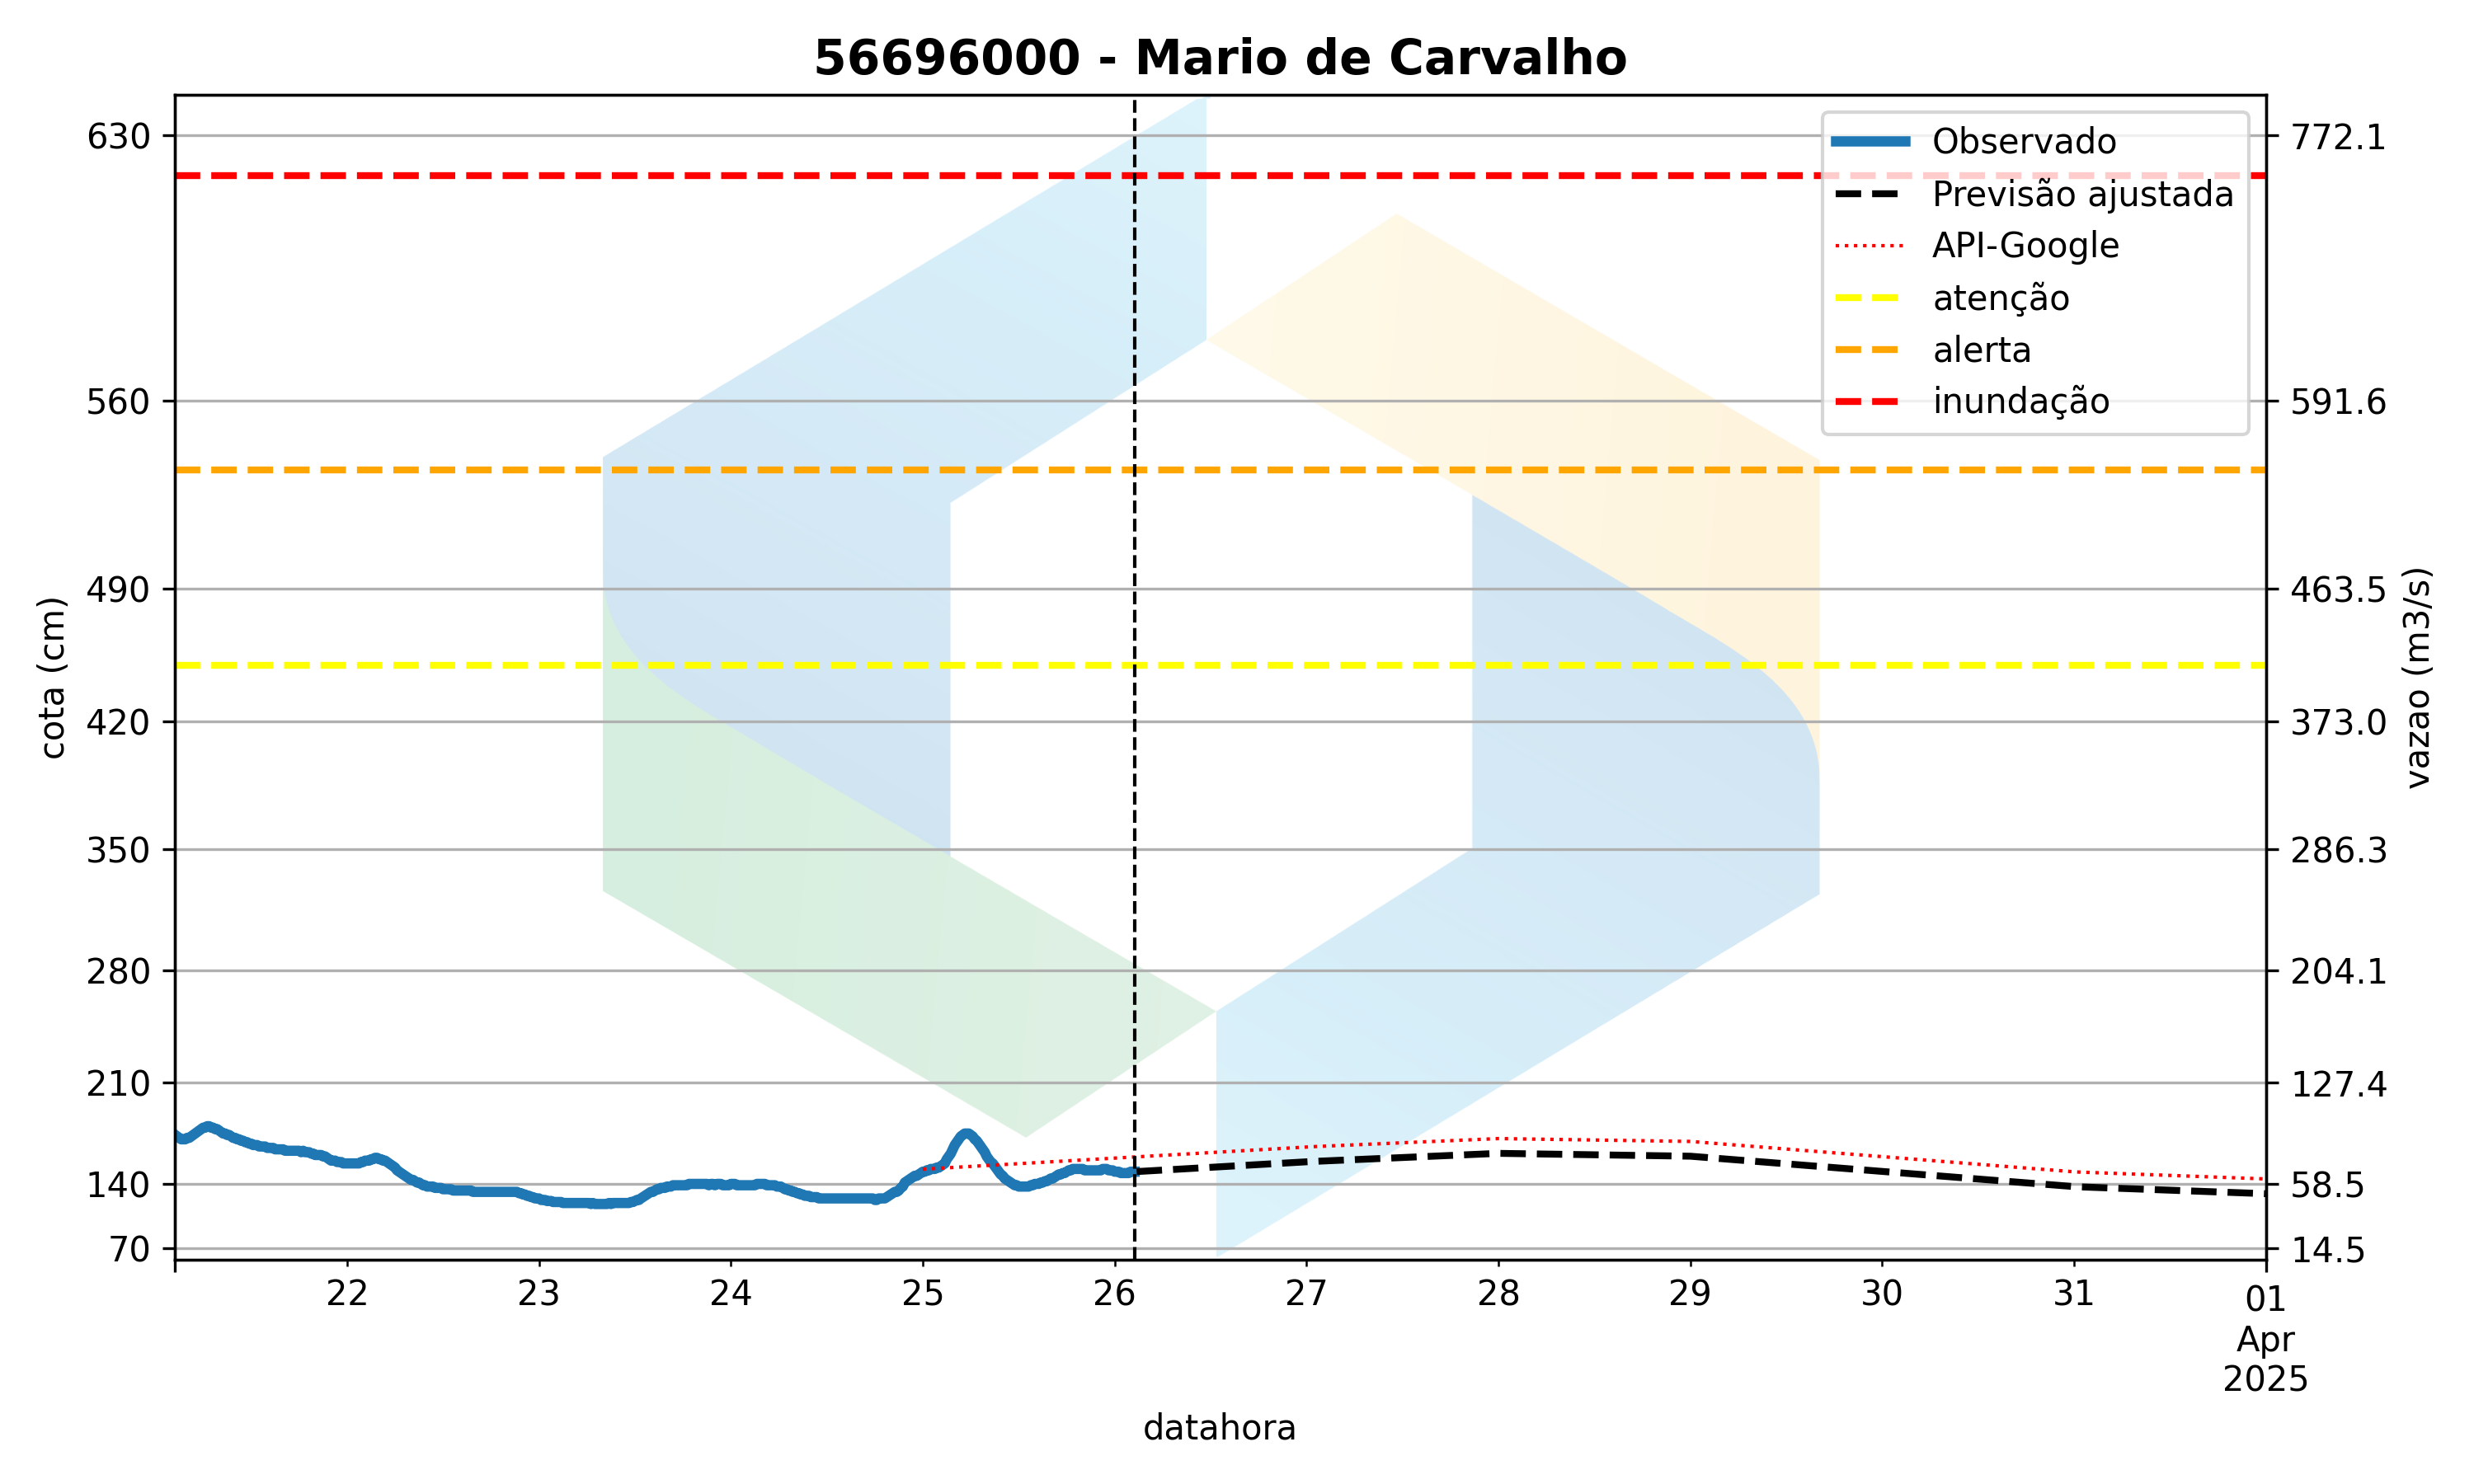 56696000 - Mario de Carvalho
630
560
490
420
350
280
210
140
70
cota (cm)
772.1
591.6
463.5
373.0
286.3
204.1
127.4
58.5
14.5
vazao (m3/s)
Observado
Previsão ajustada
API-Google
atenção
alerta
inundação
22 23 24 25 26 27 28 29 30 31 01
Apr
2025
datahora